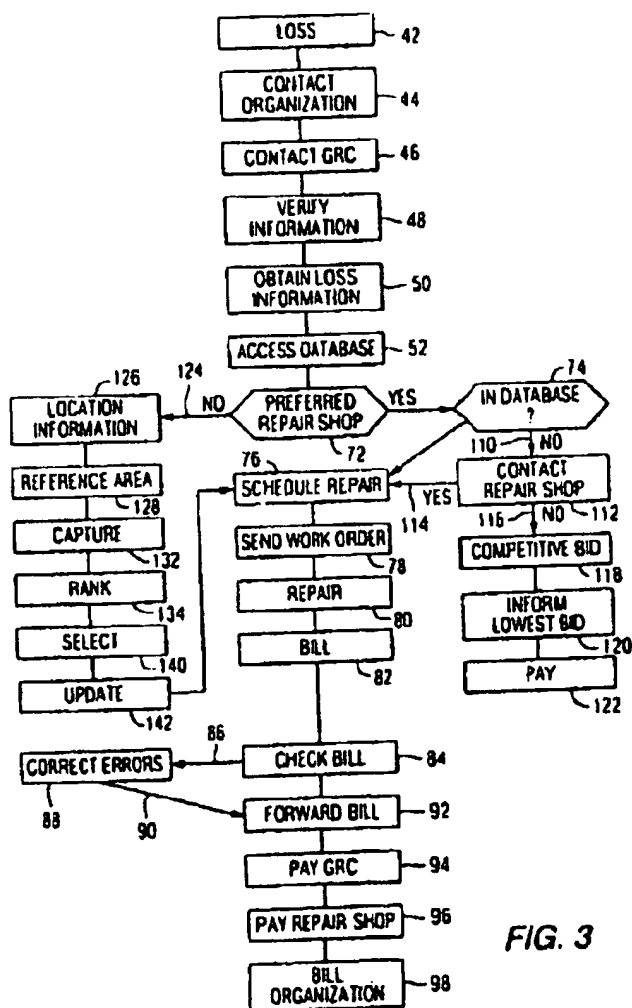 LOSS
42
CONTACT
ORGANIZATION
44
CONTACT GRC
46
VERIFY
INFORMATION
48
OBTAIN LOSS
INFORMATION
50
ACCESS DATABASE
52
PREFERRED
REPAIR SHOP
72
NO
124
YES
74
IN DATABASE
?
126
LOCATION
INFORMATION
REFERENCE AREA
128
CAPTURE
132
RANK
134
SELECT
140
UPDATE
142
76
SCHEDULE REPAIR
YES
114
110
NO
CONTACT
REPAIR SHOP
112
116
NO
COMPETITIVE BID
118
INFORM
LOWEST BID
120
PAY
122
SEND WORK ORDER
78
REPAIR
80
BILL
82
86
CHECK BILL
84
CORRECT ERRORS
88
90
FORWARD BILL
92
PAY GRC
94
PAY REPAIR SHOP
96
BILL
ORGANIZATION
98
FIG. 3